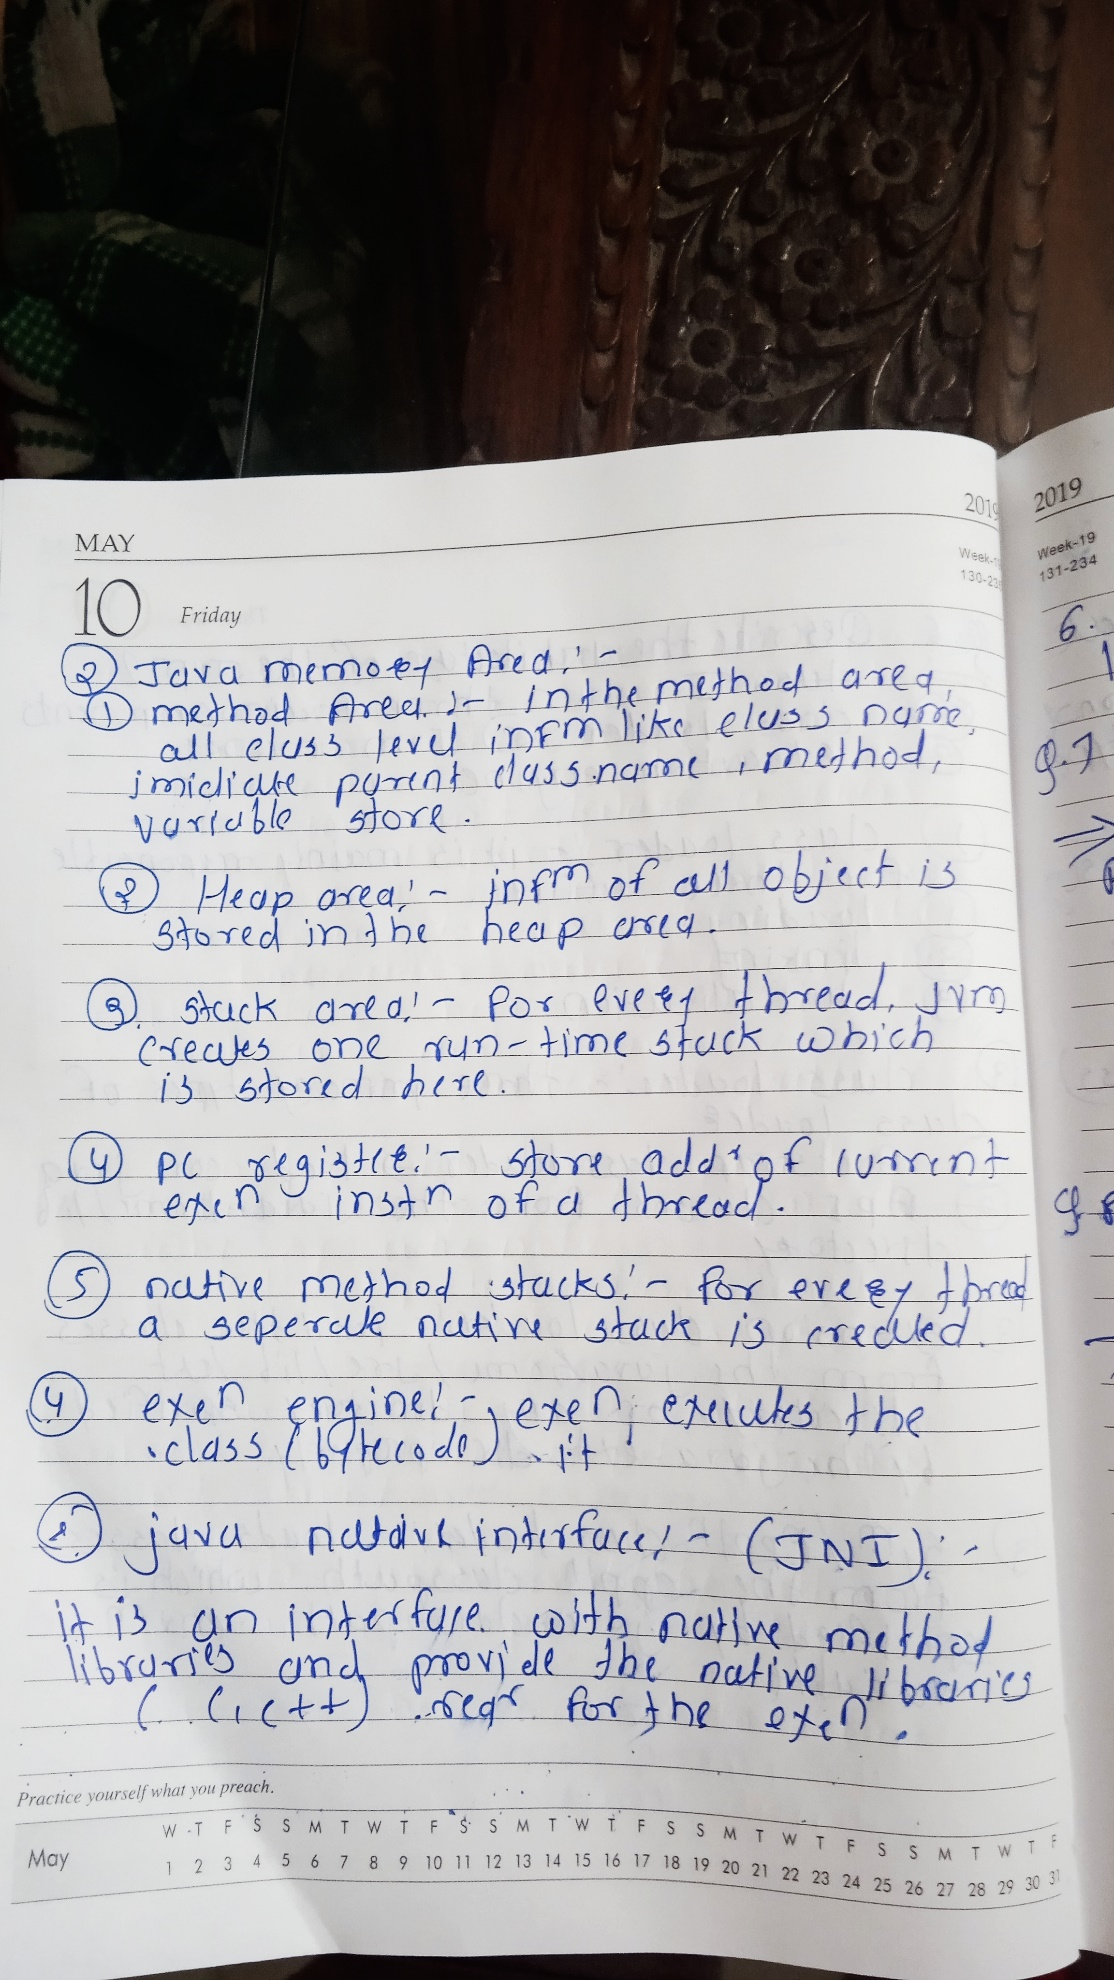 2019
MAY
Week-1
130-23
10 Friday
② Java memory Area :-
① method Area :- in the method area,
all class level infm like class name,
imidiate parent class name , method,
variable store .
② Heap area :- infm of all object is
stored in the heap area.
③ stack area :- for every thread, jvm
creates one run-time stack which
is stored here.
④ pc register :- store addr of current
exen instn of a thread .
⑤ native method stacks :- for every thread
a seperate native stack is created.
④ exen engine :- exen executes the
.class (bytecode) . it
java native interface :- (JNI) :-
it is an interface with native method
libraries and provide the native libraries
( C, C++) reqr for the exen .
Practice yourself what you preach.
W T F S S M T W T F S S M T W T F S S M T W T F S S M T W T F
May 1 2 3 4 5 6 7 8 9 10 11 12 13 14 15 16 17 18 19 20 21 22 23 24 25 26 27 28 29 30 31
2019
Week-19
131-234
6.
Q.7